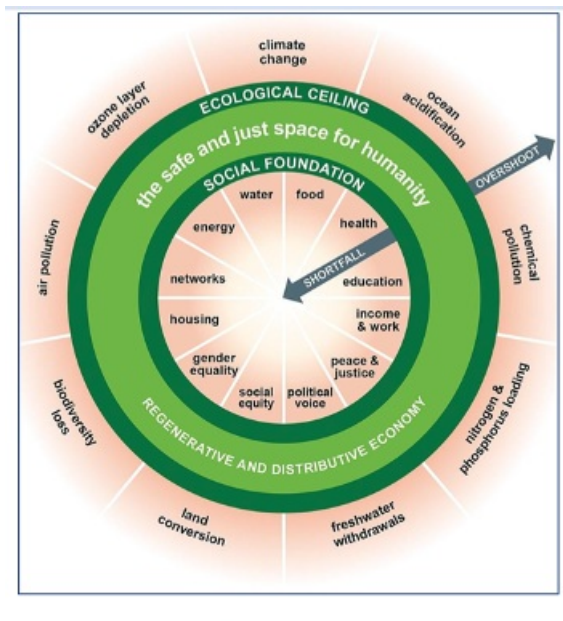 climate
change
ozone layer
depletion
ocean
acidification
ECOLOGICAL CEILING
the safe and just space for humanity
SOCIAL FOUNDATION
OVERSHOOT
water
food
energy
health
air pollution
chemical
pollution
SHORTFALL
networks
education
housing
income
& work
gender
equality
peace &
justice
social
equity
political
voice
biodiversity
loss
nitrogen &
phosphorus loading
REGENERATIVE AND DISTRIBUTIVE ECONOMY
land
conversion
freshwater
withdrawals